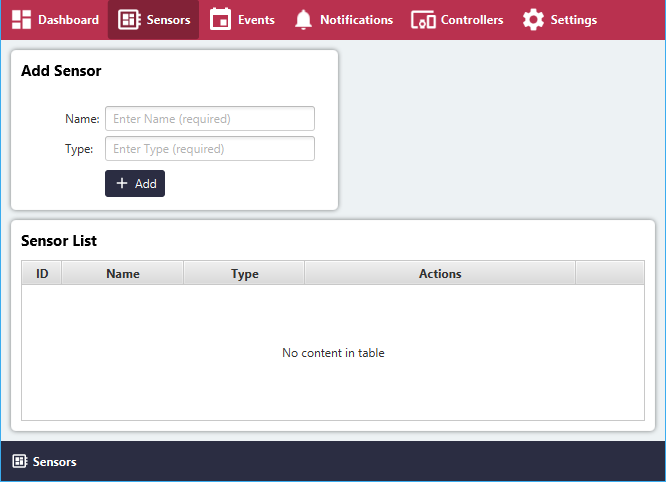 Dashboard Sensors Events Notifications Controllers Settings
Add Sensor
Name: Enter Name (required)
Type: Enter Type (required)
Add
Sensor List
ID Name Type Actions
No content in table
Sensors